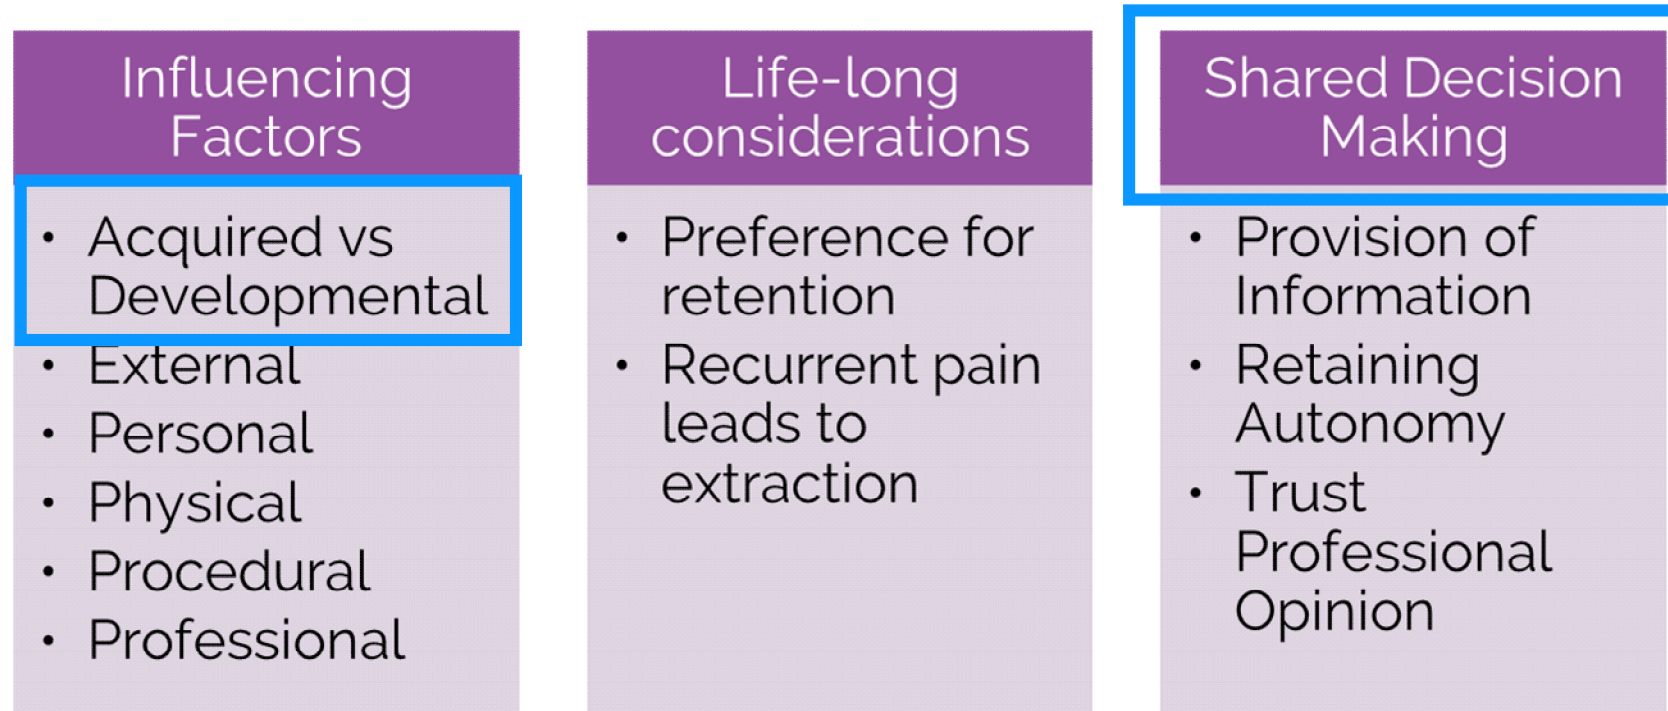 Influencing
Factors
• Acquired vs
Developmental
• External
• Personal
• Physical
• Procedural
• Professional
Life-long
considerations
• Preference for
retention
• Recurrent pain
leads to
extraction
Shared Decision
Making
• Provision of
Information
• Retaining
Autonomy
• Trust
Professional
Opinion